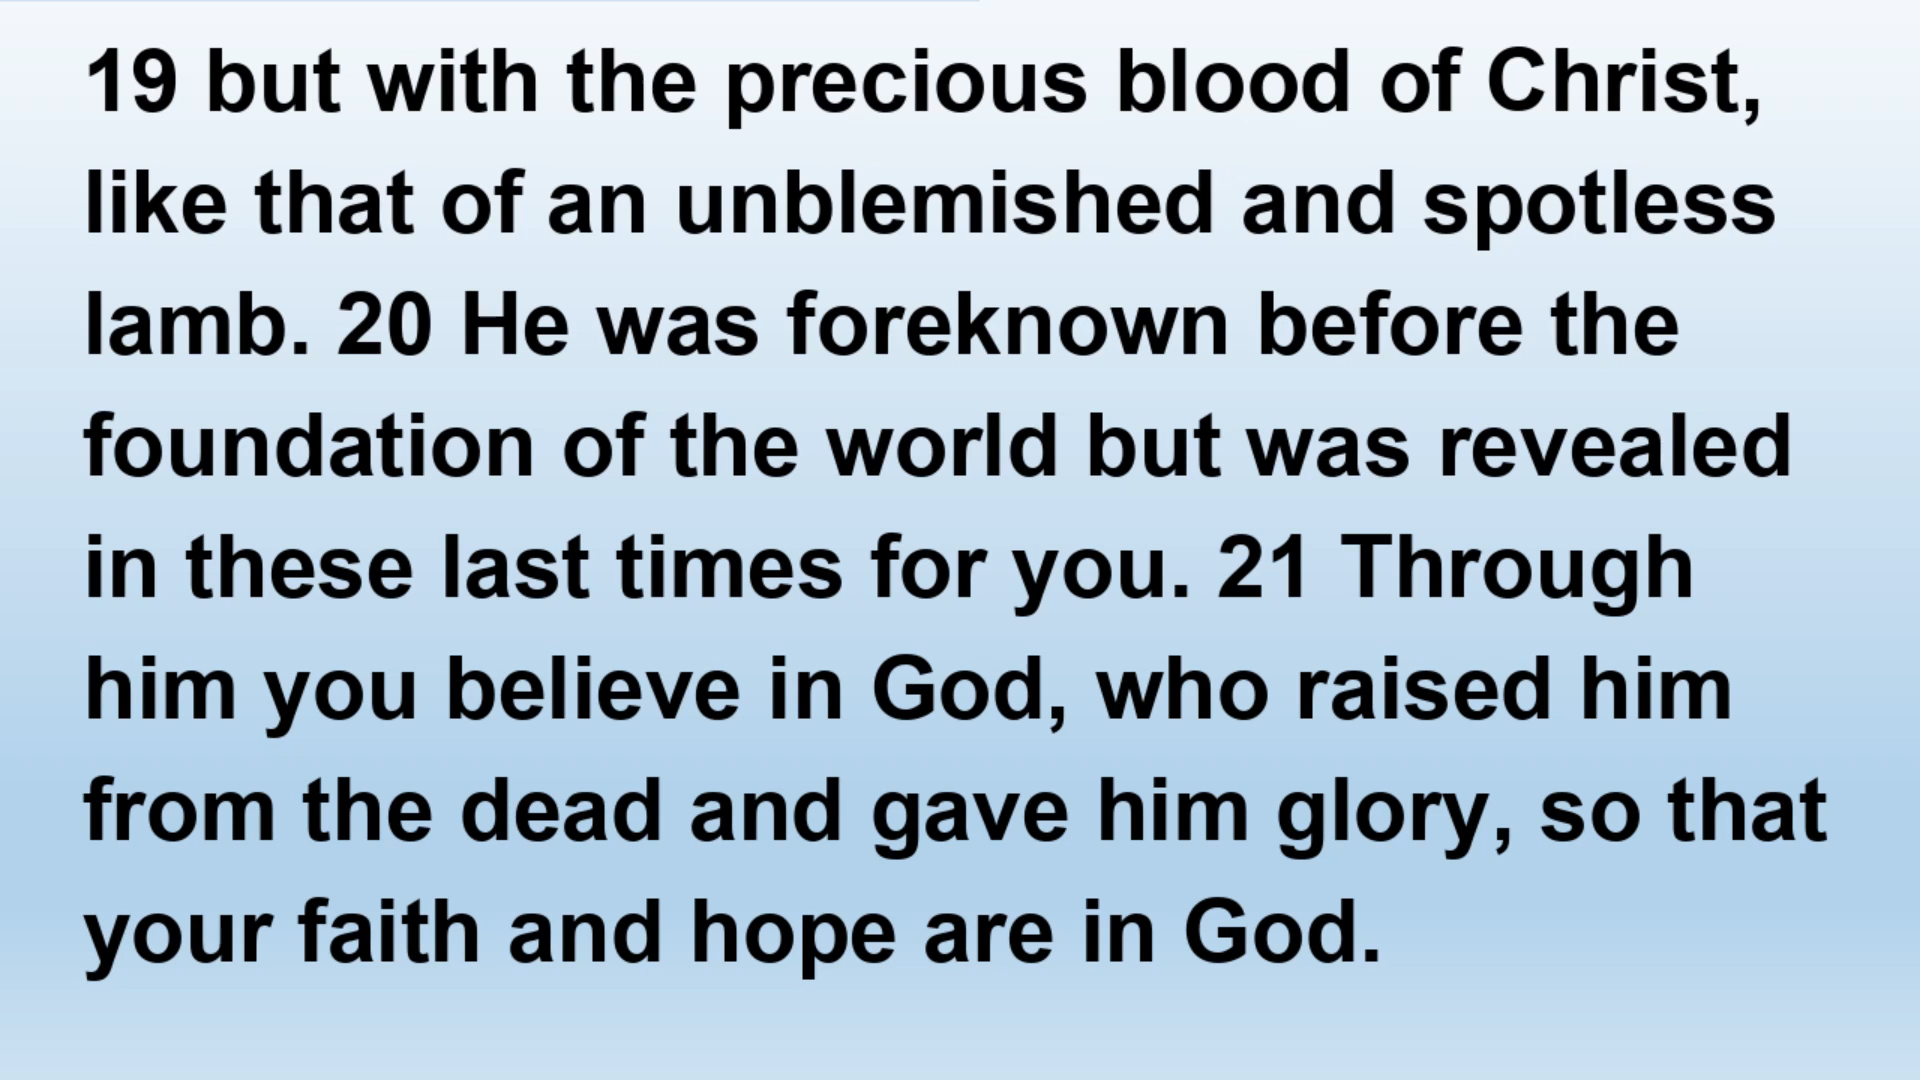 19 but with the precious blood of Christ,
like that of an unblemished and spotless
lamb. 20 He was foreknown before the
foundation of the world but was revealed
in these last times for you. 21 Through
him you believe in God, who raised him
from the dead and gave him glory, so that
your faith and hope are in God.